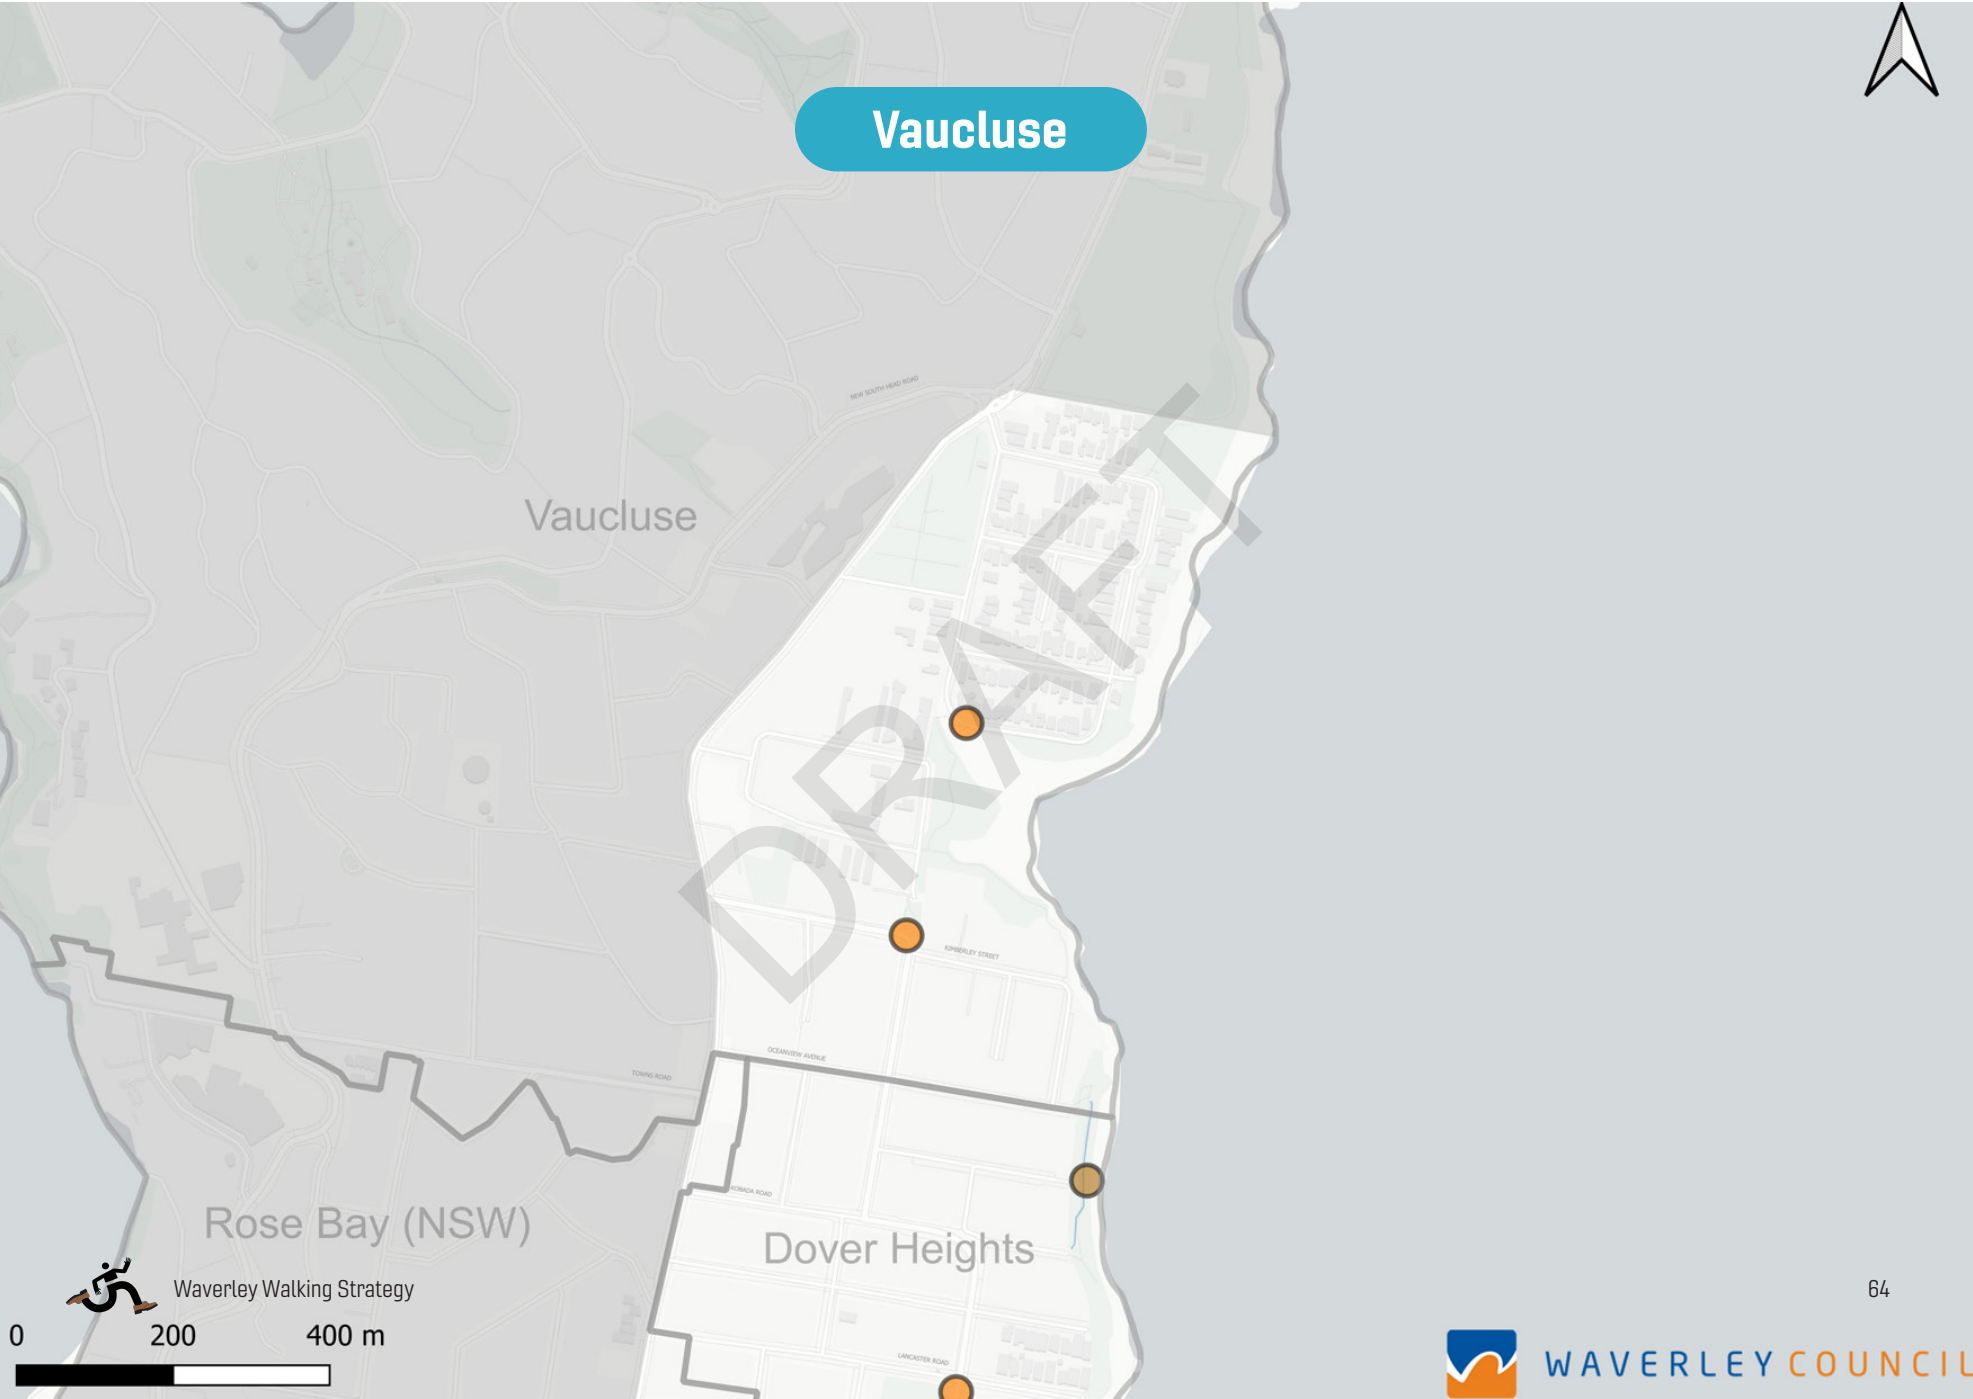 Vaucluse
NEW SOUTH HEAD ROAD
Vaucluse
DRAFT
KIMBERLEY STREET
OCEANVIEW AVENUE
TOWNS ROAD
KOBADA ROAD
Rose Bay (NSW)
Dover Heights
Waverley Walking Strategy
64
0 200 400 m
LANCASTER ROAD
WAVERLEY COUNCIL